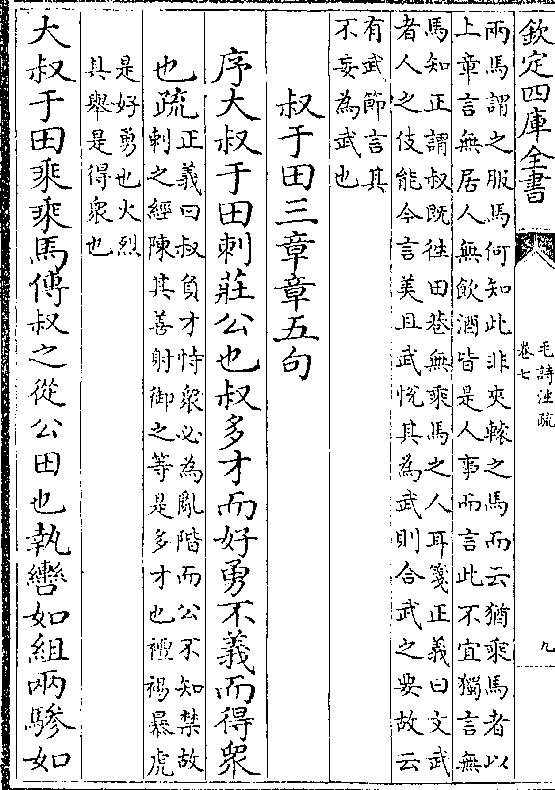 欽定四庫全書
毛詩注疏
卷七
九
兩馬謂之服馬何知此非夾轅之馬而云猶乘馬者以
上章言無居人無飲酒皆是人事而言此不宜獨言無
馬知正謂叔既往田巷無乘馬之人耳箋正義曰文武
者人之伎能今言美且武恱其為武則合武之要故云
有武節言其
不妄為武也
叔于田三章章五句
序大叔于田刺莊公也叔多才而好勇不義而得衆
也疏正義曰叔負才恃衆必為亂階而公不知禁故
刺之經陳其善射御之等是多才也襢裼暴虎
是好勇也火烈
具舉是得衆也
大叔于田乘乘馬傳叔之從公田也執轡如組兩驂如